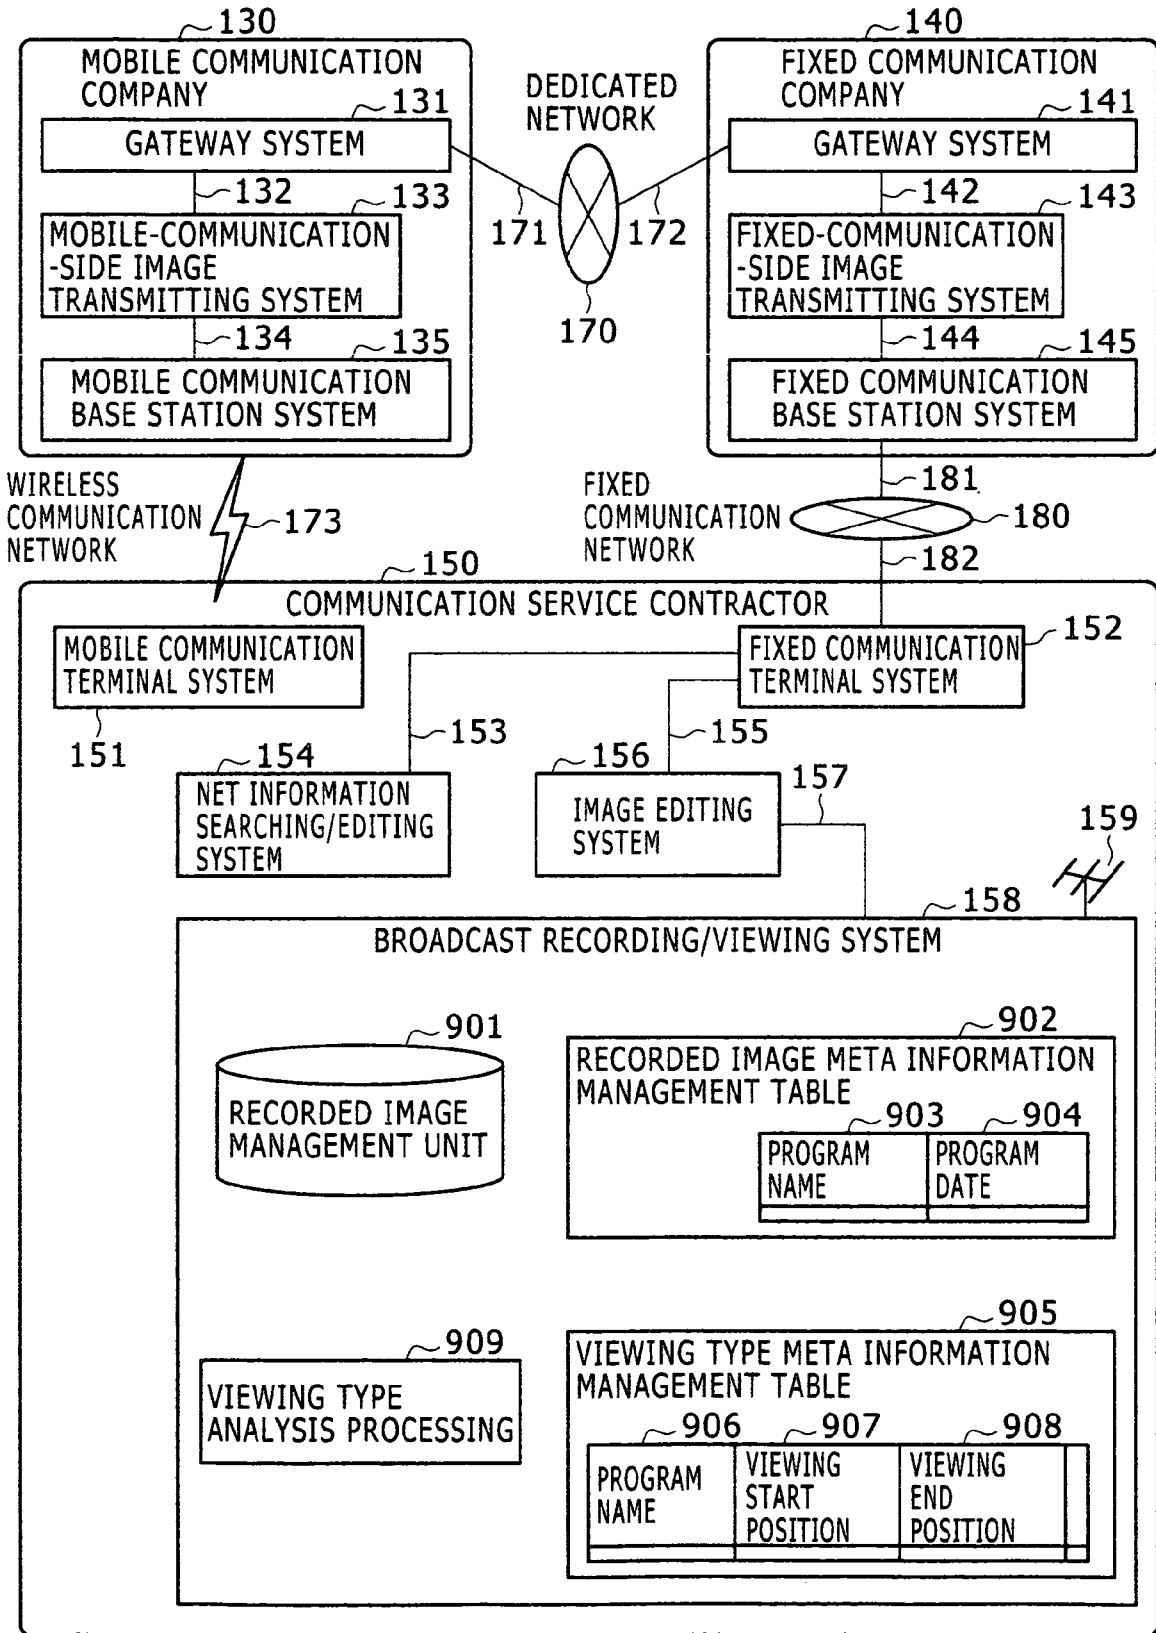 130
MOBILE COMMUNICATION
COMPANY
131
GATEWAY SYSTEM
132
133
MOBILE-COMMUNICATION
-SIDE IMAGE
TRANSMITTING SYSTEM
134
135
MOBILE COMMUNICATION
BASE STATION SYSTEM
DEDICATED
NETWORK
171
172
170
140
FIXED COMMUNICATION
COMPANY
141
GATEWAY SYSTEM
142
143
FIXED-COMMUNICATION
-SIDE IMAGE
TRANSMITTING SYSTEM
144
145
FIXED COMMUNICATION
BASE STATION SYSTEM
WIRELESS
COMMUNICATION
NETWORK
173
FIXED
COMMUNICATION
NETWORK
181
180
182
150
COMMUNICATION SERVICE CONTRACTOR
MOBILE COMMUNICATION
TERMINAL SYSTEM
151
FIXED COMMUNICATION
TERMINAL SYSTEM
152
153
155
154
NET INFORMATION
SEARCHING/EDITING
SYSTEM
156
IMAGE EDITING
SYSTEM
157
159
158
BROADCAST RECORDING/VIEWING SYSTEM
901
RECORDED IMAGE
MANAGEMENT UNIT
902
RECORDED IMAGE META INFORMATION
MANAGEMENT TABLE
903
904
PROGRAM
NAME
PROGRAM
DATE
909
VIEWING TYPE
ANALYSIS PROCESSING
905
VIEWING TYPE META INFORMATION
MANAGEMENT TABLE
906
907
908
PROGRAM
NAME
VIEWING
START
POSITION
VIEWING
END
POSITION